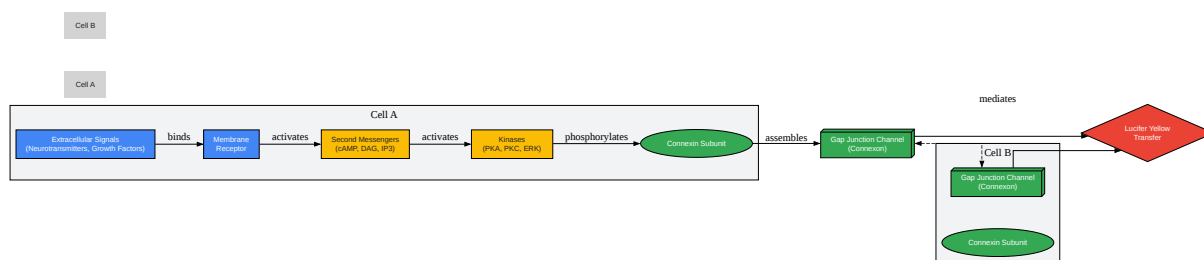 Cell B
Cell A
Cell A
mediates
Extracellular Signals
(Neurotransmitters, Growth Factors)
binds
Membrane
Receptor
activates
Second Messengers
(cAMP, DAG, IP3)
activates
Kinases
(PKA, PKC, ERK)
phosphorylates
Connexin Subunit
assembles
Gap Junction Channel
(Connexon)
Lucifer Yellow
Transfer
Cell B
Gap Junction Channel
(Connexon)
Connexin Subunit